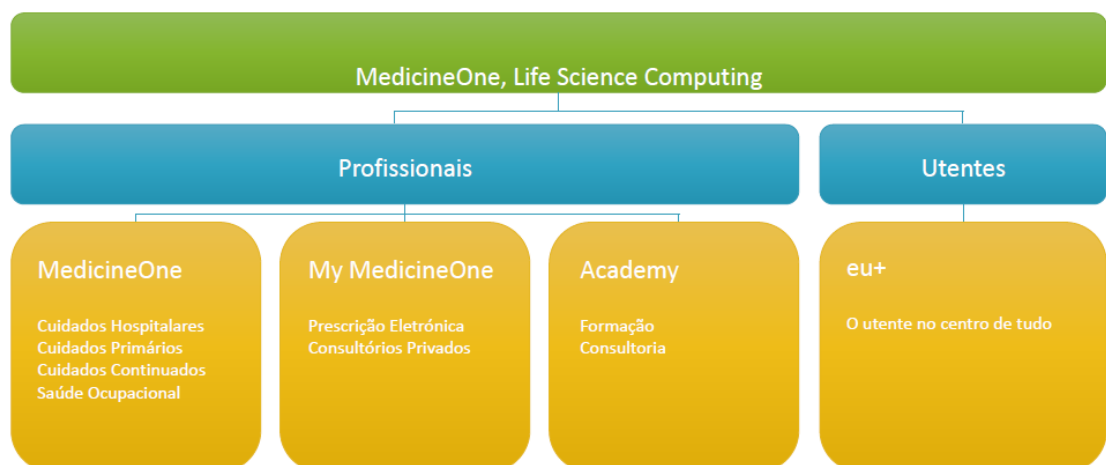 MedicineOne, Life Science Computing
Profissionais
Utentes
MedicineOne
Cuidados Hospitalares
Cuidados Primários
Cuidados Continuados
Saúde Ocupacional
My MedicineOne
Prescrição Eletrónica
Consultórios Privados
Academy
Formação
Consultoria
eu+
O utente no centro de tudo